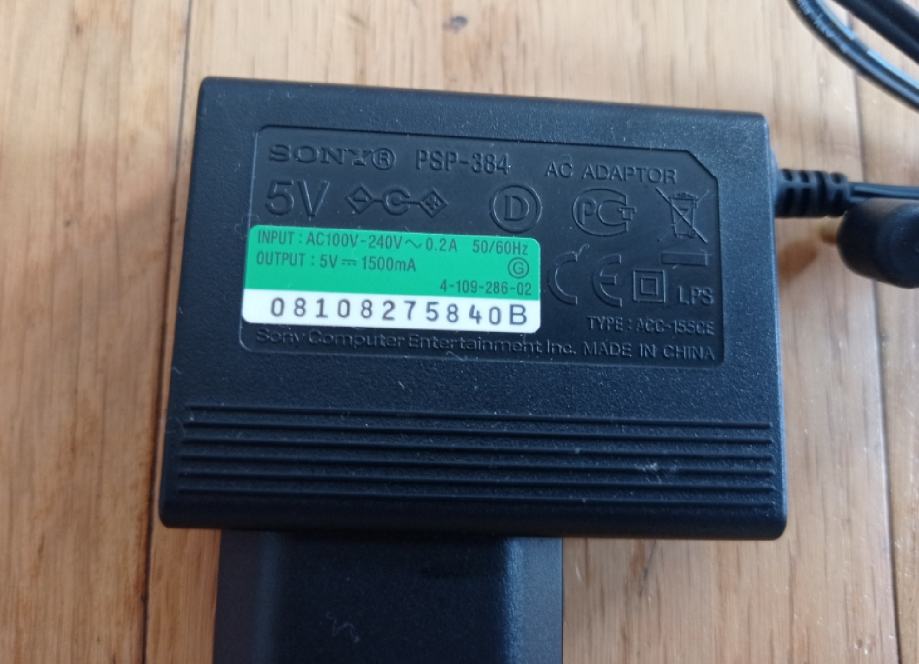 SONY® PSP-384 AC ADAPTOR
5V
D
INPUT : AC100V-240V ~ 0.2A 50/60Hz
OUTPUT : 5V ⎓ 1500mA
G
4-109-286-02
08108275840B
CE
LPS
TYPE : ACC-155CE
Sony Computer Entertainment Inc. MADE IN CHINA